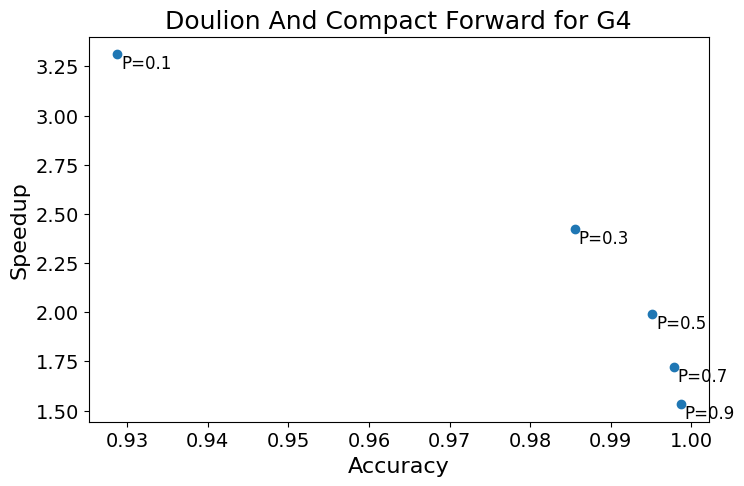 Doulion And Compact Forward for G4
Speedup
3.25
3.00
2.75
2.50
2.25
2.00
1.75
1.50
P=0.1
P=0.3
P=0.5
P=0.7
P=0.9
0.93 0.94 0.95 0.96 0.97 0.98 0.99 1.00
Accuracy